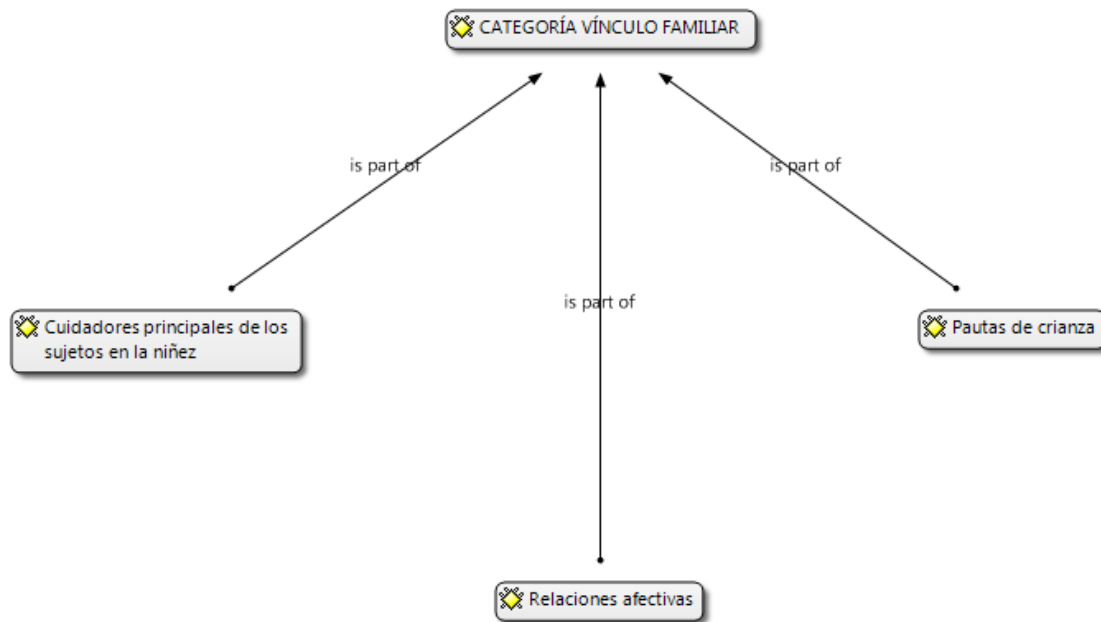 CATEGORÍA VÍNCULO FAMILIAR
is part of
is part of
is part of
Cuidadores principales de los
sujetos en la niñez
Pautas de crianza
Relaciones afectivas